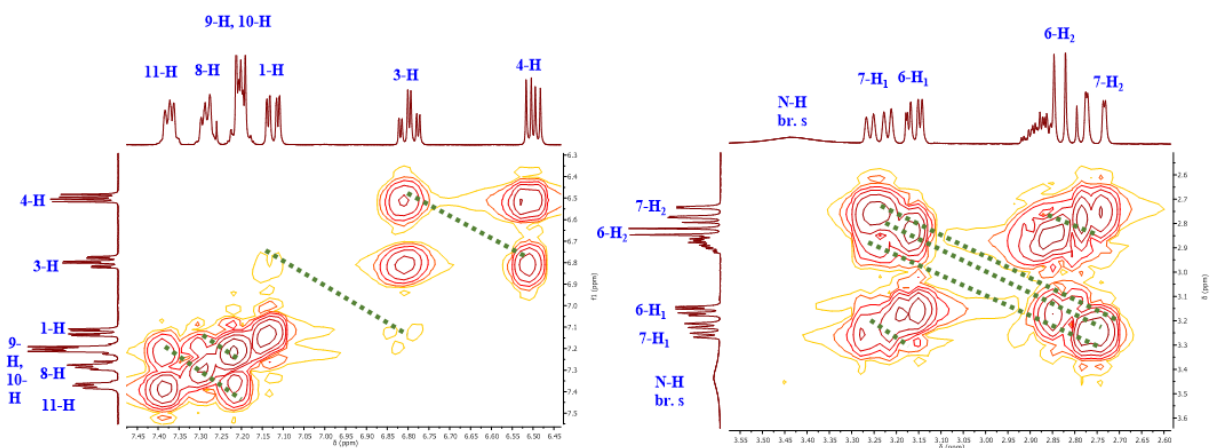 9-H, 10-H
11-H
8-H
1-H
3-H
4-H
4-H
3-H
1-H
9-
H,
10-
H
8-H
11-H
6.3
6.4
6.5
6.6
6.7
6.8
6.9
7.0
7.1
7.2
7.3
7.4
7.5
f1 (ppm)
7.45 7.40 7.35 7.30 7.25 7.20 7.15 7.10 7.05 7.00 6.95 6.90 6.85 6.80 6.75 6.70 6.65 6.60 6.55 6.50 6.45
δ (ppm)
6-H2
7-H1
6-H1
N-H
br. s
7-H2
7-H2
6-H2
6-H1
7-H1
N-H
br. s
2.6
2.7
2.8
2.9
3.0
3.1
3.2
3.3
3.4
3.5
3.6
δ (ppm)
3.55 3.50 3.45 3.40 3.35 3.30 3.25 3.20 3.15 3.10 3.05 3.00 2.95 2.90 2.85 2.80 2.75 2.70 2.65 2.60
δ (ppm)